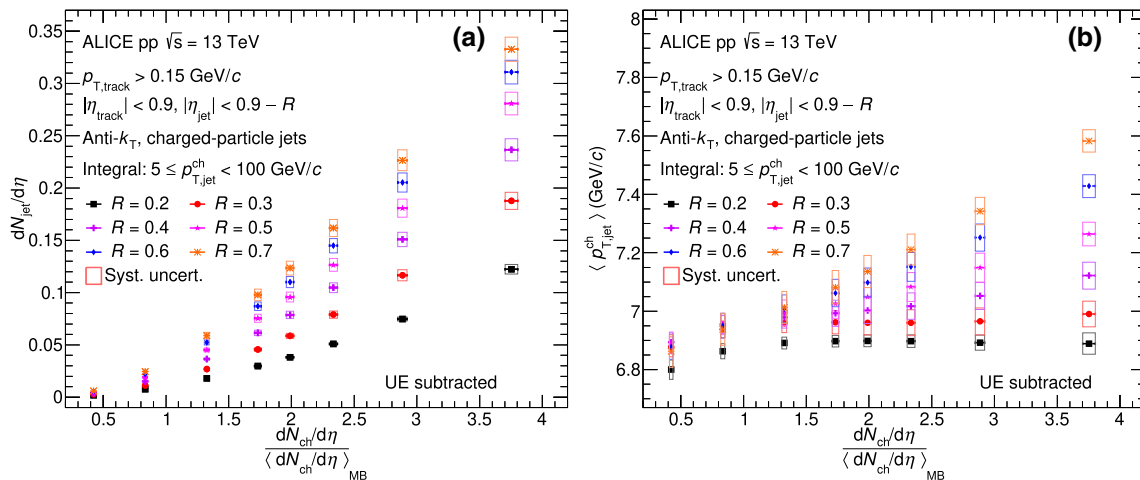 (a)
ALICE pp √s = 13 TeV
p_T,track > 0.15 GeV/c
|η_track| < 0.9, |η_jet| < 0.9 − R
Anti-k_T, charged-particle jets
Integral: 5 ≤ p^ch_T,jet < 100 GeV/c
R = 0.2 R = 0.3
R = 0.4 R = 0.5
R = 0.6 R = 0.7
Syst. uncert.
UE subtracted
dN_jet/dη
0.35
0.3
0.25
0.2
0.15
0.1
0.05
0
0.5 1 1.5 2 2.5 3 3.5 4
dN_ch/dη
⟨ dN_ch/dη ⟩_MB
(b)
ALICE pp √s = 13 TeV
p_T,track > 0.15 GeV/c
|η_track| < 0.9, |η_jet| < 0.9 − R
Anti-k_T, charged-particle jets
Integral: 5 ≤ p^ch_T,jet < 100 GeV/c
R = 0.2 R = 0.3
R = 0.4 R = 0.5
R = 0.6 R = 0.7
Syst. uncert.
UE subtracted
⟨ p^ch_T,jet ⟩ (GeV/c)
8
7.8
7.6
7.4
7.2
7
6.8
0.5 1 1.5 2 2.5 3 3.5 4
dN_ch/dη
⟨ dN_ch/dη ⟩_MB